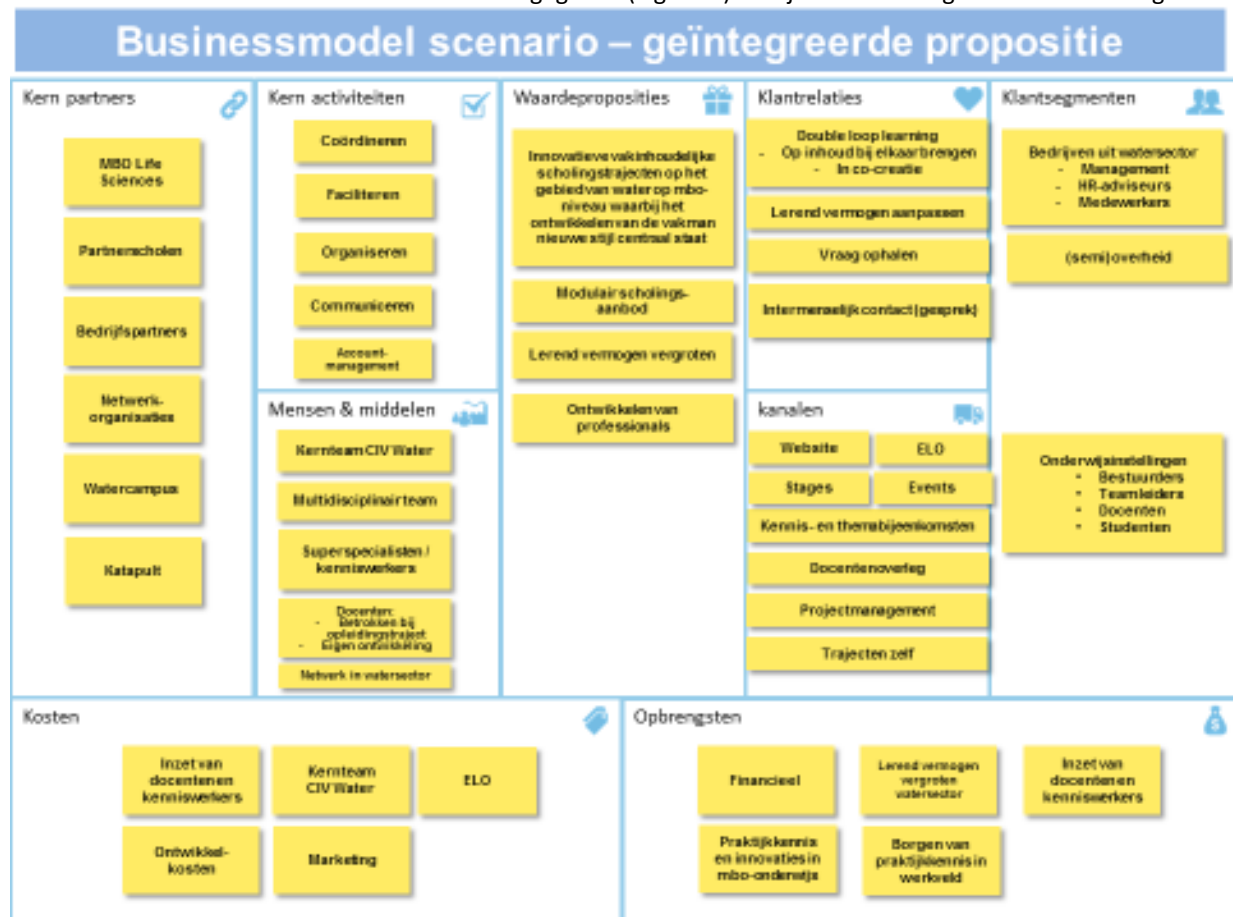 Businessmodel scenario – geïntegreerde propositie
Kern partners
MBO Life
Sciences
Partnerscholen
Bedrijfspartners
Netwerk-
organisaties
Watercampus
Katapult
Kern activiteiten
Coördineren
Faciliteren
Organiseren
Communiceren
Account-
management
Mensen & middelen
Kernteam CIV Water
Multidisciplinair team
Superspecialisten /
kenniswerkers
Docenten:
- Betrokken bij
opleidingstraject
- Eigen ontwikkeling
Netwerk in watersector
Waardeproposities
Innovatieve vakinhoudelijke
scholingstrajecten op het
gebied van water op mbo-
niveau waarbij het
ontwikkelen van de vakman
nieuwe stijl centraal staat
Modulair scholings-
aanbod
Lerend vermogen vergroten
Ontwikkelen van
professionals
Klantrelaties
Double loop learning
- Op inhoud bij elkaar brengen
- In co-creatie
Lerend vermogen aanpassen
Vraag ophalen
Intermenselijk contact (gesprek)
kanalen
Website
ELO
Stages
Events
Kennis- en themabijeenkomsten
Docentenoverleg
Projectmanagement
Trajecten zelf
Klantsegmenten
Bedrijven uit watersector
- Management
- HR-adviseurs
- Medewerkers
(semi) overheid
Onderwijsinstellingen
• Bestuurders
• Teamleiders
• Docenten
• Studenten
Kosten
Inzet van
docenten en
kenniswerkers
Kernteam
CIV Water
ELO
Ontwikkel-
kosten
Marketing
Opbrengsten
Financieel
Lerend vermogen
vergroten
watersector
Inzet van
docenten en
kenniswerkers
Praktijkkennis
en innovaties in
mbo-onderwijs
Borgen van
praktijkkennis in
werkveld